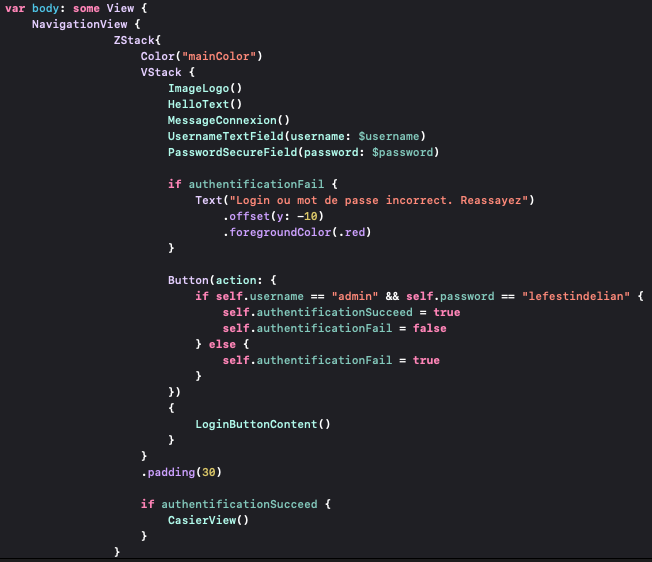 var body: some View {
    NavigationView {
                ZStack{
                    Color("mainColor")
                    VStack {
                        ImageLogo()
                        HelloText()
                        MessageConnexion()
                        UsernameTextField(username: $username)
                        PasswordSecureField(password: $password)

                        if authentificationFail {
                            Text("Login ou mot de passe incorrect. Reassayez")
                                .offset(y: -10)
                                .foregroundColor(.red)
                        }

                        Button(action: {
                            if self.username == "admin" && self.password == "lefestindelian" {
                                self.authentificationSucceed = true
                                self.authentificationFail = false
                            } else {
                                self.authentificationFail = true
                            }
                        })
                        {
                            LoginButtonContent()
                        }
                    }
                    .padding(30)

                    if authentificationSucceed {
                        CasierView()
                    }
                }